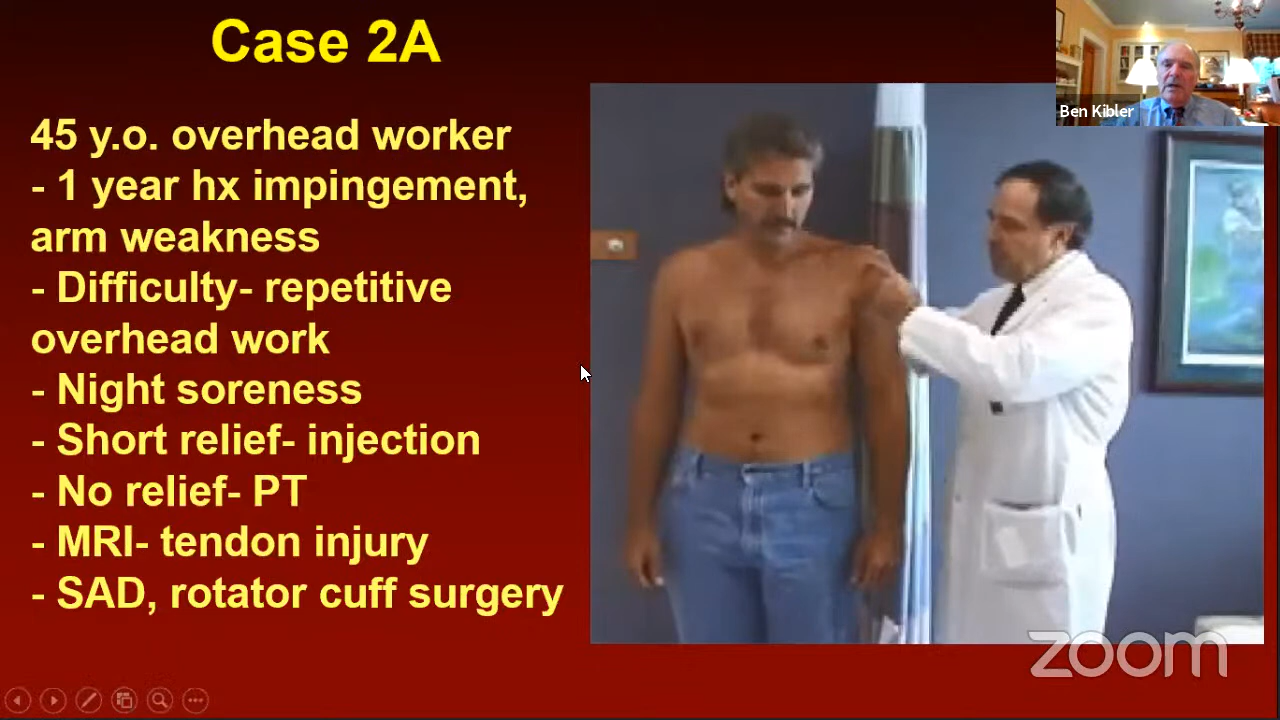 Case 2A
Ben Kibler
45 y.o. overhead worker
- 1 year hx impingement,
arm weakness
- Difficulty- repetitive
overhead work
- Night soreness
- Short relief- injection
- No relief- PT
- MRI- tendon injury
- SAD, rotator cuff surgery
zoom